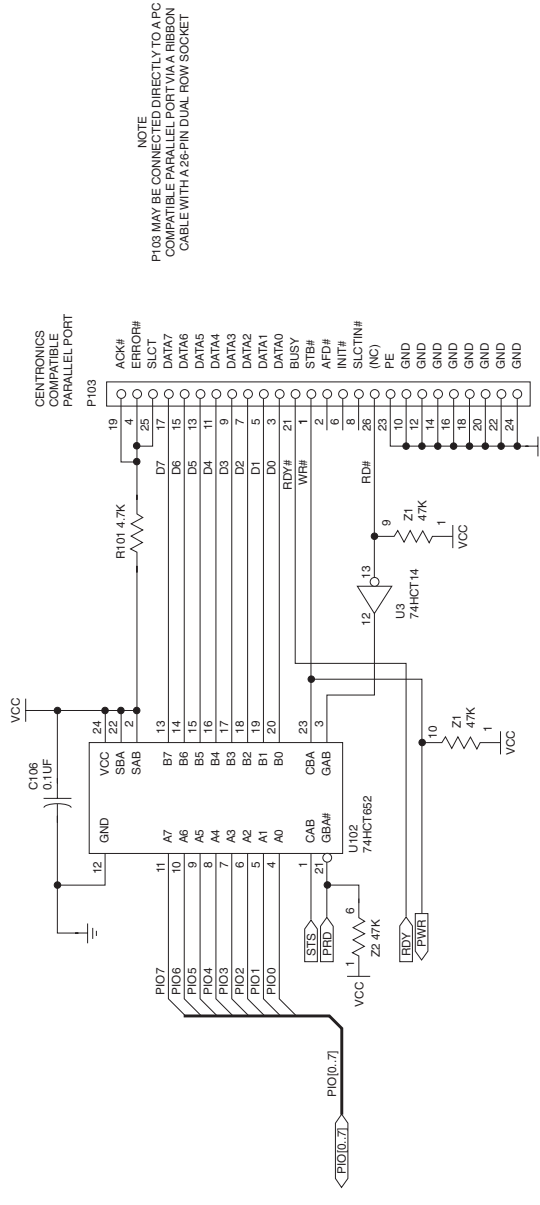 NOTE
P103 MAY BE CONNECTED DIRECTLY TO A PC
COMPATIBLE PARALLEL PORT VIA A RIBBON
CABLE WITH A 26-PIN DUAL ROW SOCKET
CENTRONICS
COMPATIBLE
PARALLEL PORT
P103
19 ACK#
4 ERROR#
25 SLCT
17 DATA7
15 DATA6
13 DATA5
11 DATA4
9 DATA3
7 DATA2
5 DATA1
3 DATA0
21 BUSY
1 STB#
2 AFD#
6 INIT#
8 SLCTIN#
26 (NC)
23 PE
10 GND
12 GND
14 GND
16 GND
18 GND
20 GND
22 GND
24 GND
D7
D6
D5
D4
D3
D2
D1
D0
RDY#
WR#
RD#
R101 4.7K
9
Z1
47K
1
VCC
13
12
U3
74HCT14
VCC
C106
0.1UF
24 VCC
22 SBA
2 SAB
13 B7
14 B6
15 B5
16 B4
17 B3
18 B2
19 B1
20 B0
23 CBA
3 GAB
12 GND
11 A7
10 A6
9 A5
8 A4
7 A3
6 A2
5 A1
4 A0
1 CAB
21 GBA#
U102
74HCT652
10
Z1
47K
1
VCC
PIO7
PIO6
PIO5
PIO4
PIO3
PIO2
PIO1
PIO0
STS
PRD
6
Z2 47K
1
VCC
RDY
PWR
PIO[0..7]
PIO[0..7]